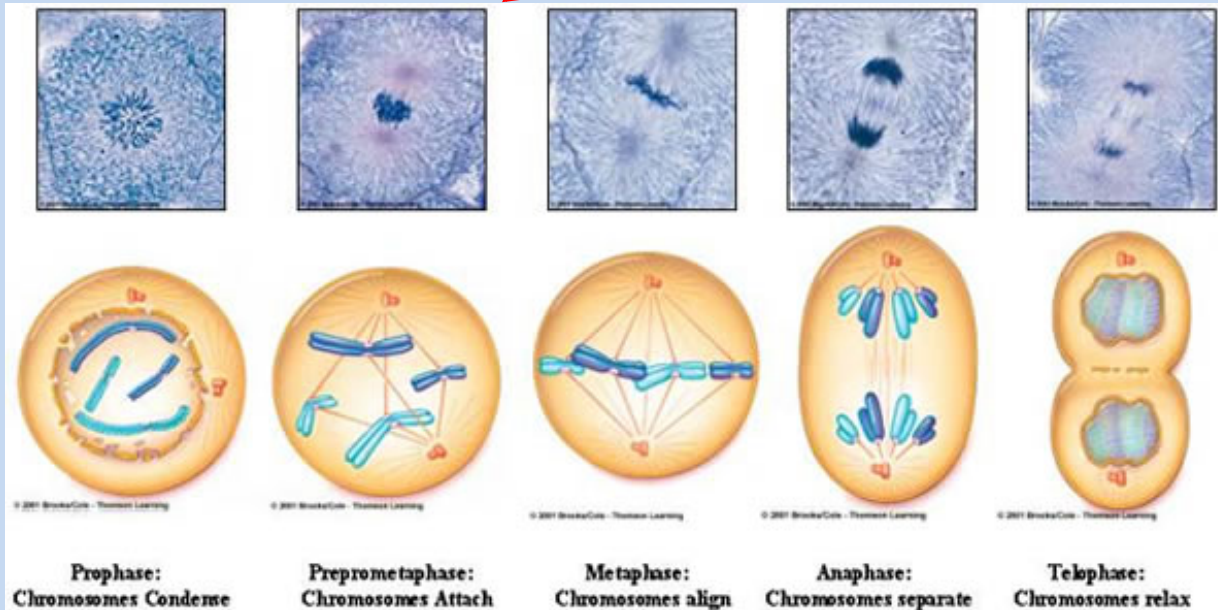 © 2001 Brooks/Cole - Thomson Learning
© 2001 Brooks/Cole - Thomson Learning
© 2001 Brooks/Cole - Thomson Learning
© 2001 Brooks/Cole - Thomson Learning
© 2001 Brooks/Cole - Thomson Learning
Prophase:
Chromosomes Condense
Preprometaphase:
Chromosomes Attach
Metaphase:
Chromosomes align
Anaphase:
Chromosomes separate
Telophase:
Chromosomes relax